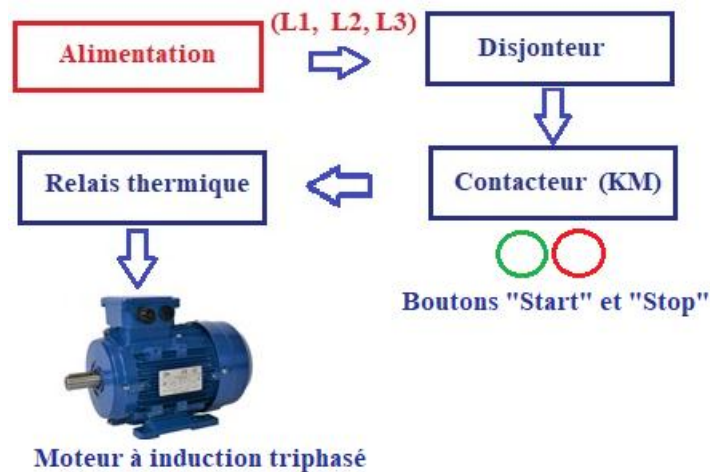 Alimentation
(L1, L2, L3)
Disjonteur
Contacteur (KM)
Relais thermique
Boutons "Start" et "Stop"
Moteur à induction triphasé